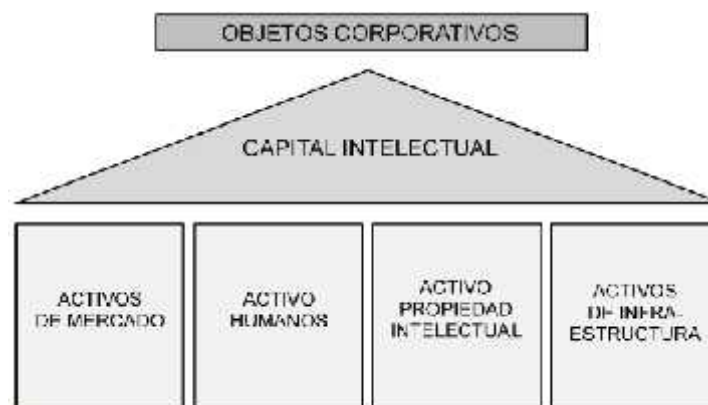 OBJETOS CORPORATIVOS
CAPITAL INTELECTUAL
ACTIVOS
DE MERCADO
ACTIVO
HUMANOS
ACTIVO
PROPIEDAD
INTELECTUAL
ACTIVOS
DE INFRA-
ESTRUCTURA